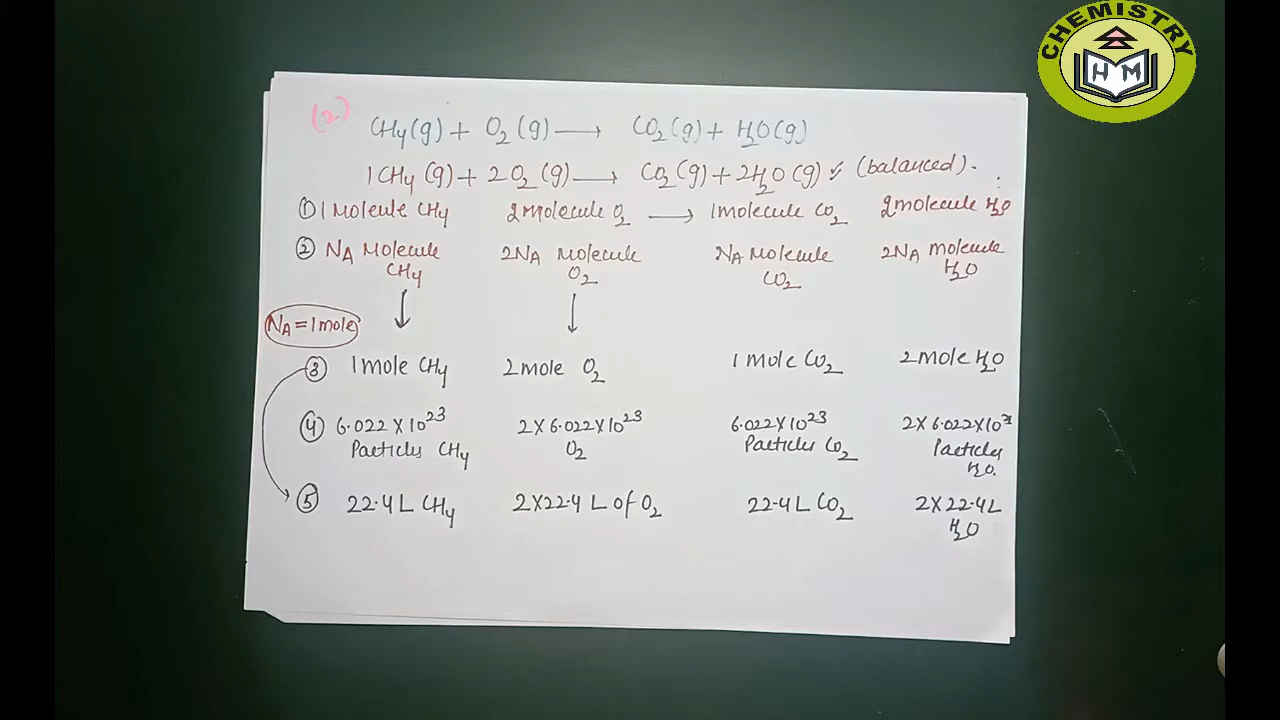 CHEMISTRY
HM
(2) CH4(g) + O2(g) → CO2(g) + H2O(g)
1CH4(g) + 2O2(g) → CO2(g) + 2H2O(g) ✓ (balanced).
① 1 Molecule CH4 2 molecule O2 → 1 molecule CO2 2 molecule H2O
② NA Molecule 2NA molecule NA molecule 2NA molecule
CH4 O2 CO2 H2O
NA = 1 mole
③ 1 mole CH4 2 mole O2 1 mole CO2 2 mole H2O
④ 6.022 X 10^23 2 X 6.022 X 10^23 6.022 X 10^23 2 X 6.022 X 10
Particles CH4 O2 Particles CO2 Particles
H2O.
⑤ 22.4 L CH4 2 X 22.4 L of O2 22.4 L CO2 2 X 22.4 L
H2O